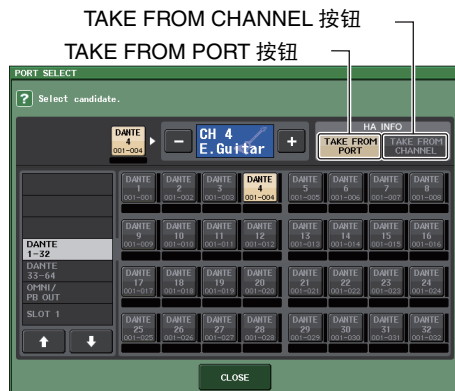 TAKE FROM CHANNEL 按钮
TAKE FROM PORT 按钮
PORT SELECT
? Select candidate.
HA INFO
DANTE 4 001-004
−
CH 4
E.Guitar
+
TAKE FROM PORT
TAKE FROM CHANNEL
DANTE 1-32
DANTE 33-64
OMNI/PB OUT
SLOT 1
DANTE 1 001-001
DANTE 2 001-002
DANTE 3 001-003
DANTE 4 001-004
DANTE 5 001-005
DANTE 6 001-006
DANTE 7 001-007
DANTE 8 001-008
DANTE 9 001-009
DANTE 10 001-010
DANTE 11 001-011
DANTE 12 001-012
DANTE 13 001-013
DANTE 14 001-014
DANTE 15 001-015
DANTE 16 001-016
DANTE 17 001-017
DANTE 18 001-018
DANTE 19 001-019
DANTE 20 001-020
DANTE 21 001-021
DANTE 22 001-022
DANTE 23 001-023
DANTE 24 001-024
DANTE 25 001-025
DANTE 26 001-026
DANTE 27 001-027
DANTE 28 001-028
DANTE 29 001-029
DANTE 30 001-030
DANTE 31 001-031
DANTE 32 001-032
CLOSE